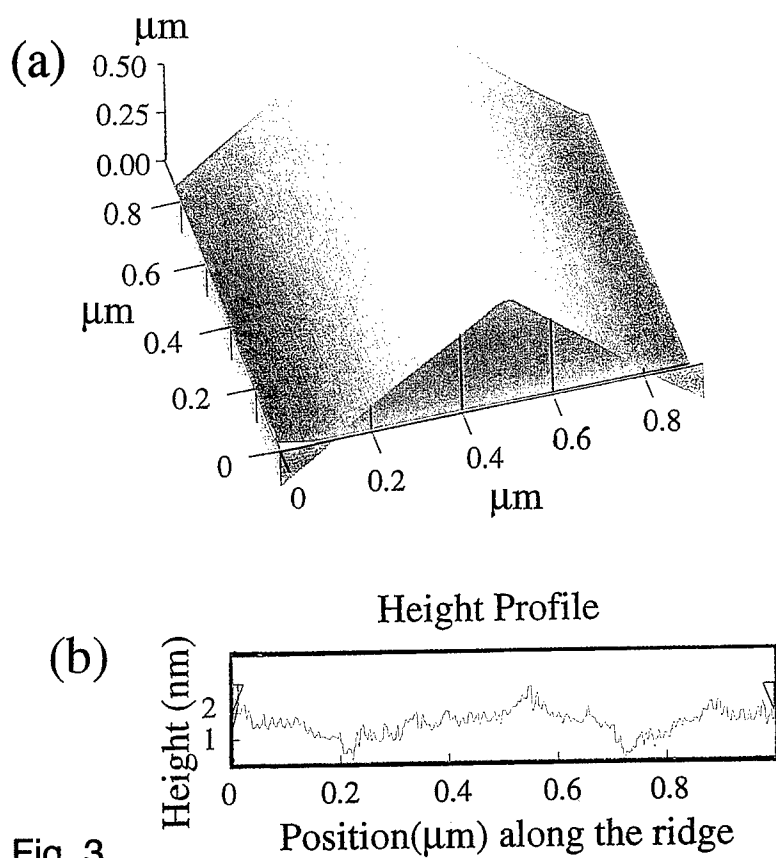 μm
(a)
0.50
0.25
0.00
0.8
0.6
μm
0.4
0.2
0
0
0.2
0.4
0.6
0.8
μm
Height Profile
(b)
Height (nm)
2
1
0
0.2
0.4
0.6
0.8
Position(μm) along the ridge
Fig. 3